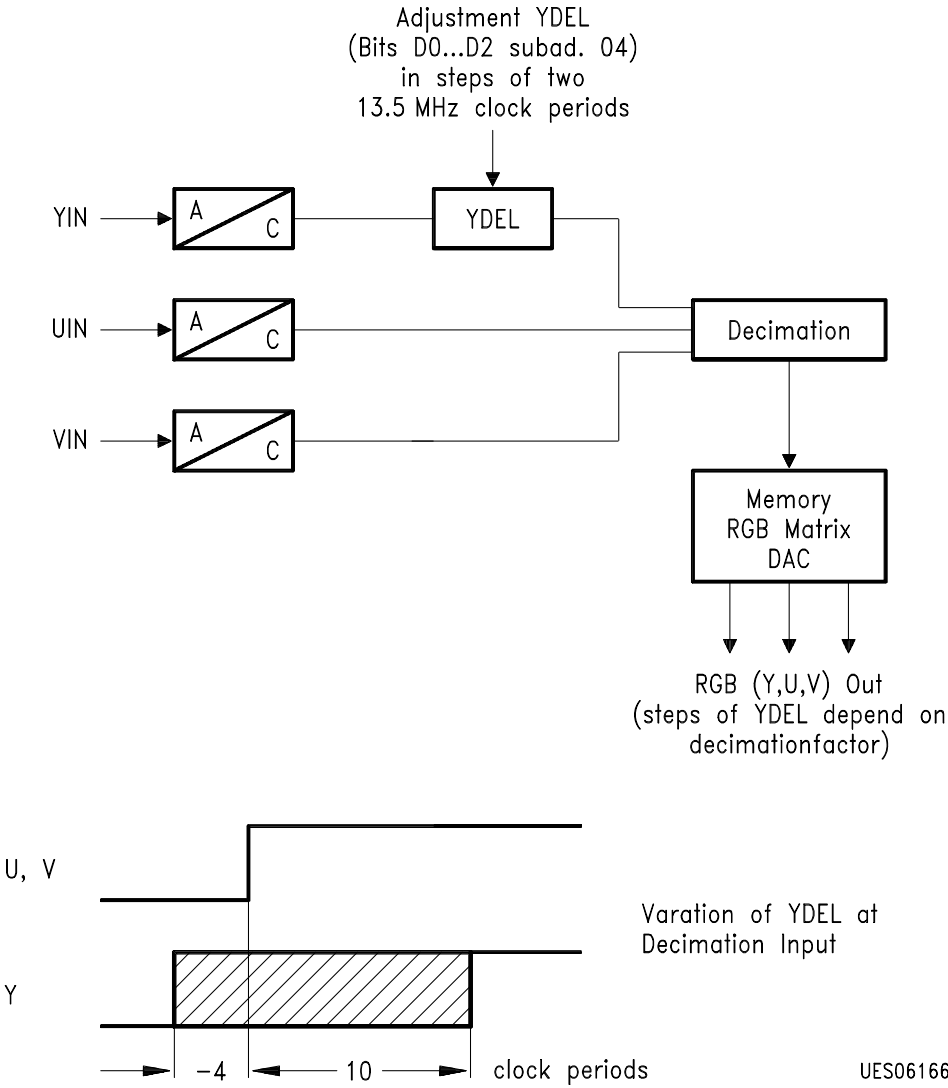 Adjustment YDEL
(Bits D0...D2 subad. 04)
in steps of two
13.5 MHz clock periods
YIN
A
C
YDEL
UIN
A
C
Decimation
VIN
A
C
Memory
RGB Matrix
DAC
RGB (Y,U,V) Out
(steps of YDEL depend on
decimationfactor)
U, V
Varation of YDEL at
Decimation Input
Y
-4
10
clock periods
UES06166